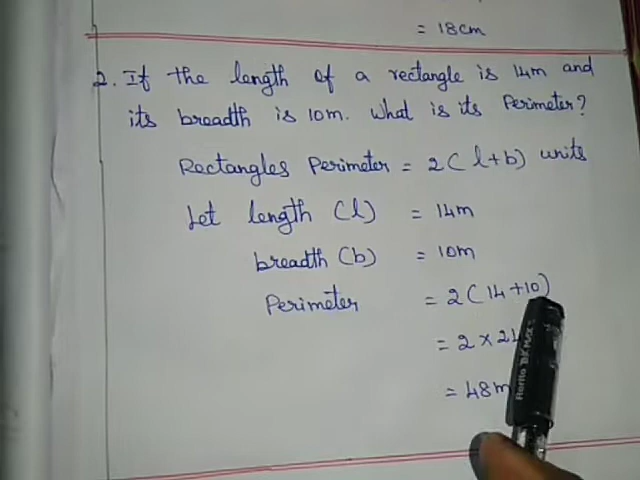 = 18cm
2. If the length of a rectangle is 14m and
its breadth is 10m. What is its Perimeter?
Rectangles Perimeter = 2( l+b) units
Let length (l) = 14m
breadth (b) = 10m
Perimeter = 2(14+10)
= 2 × 24
= 48m